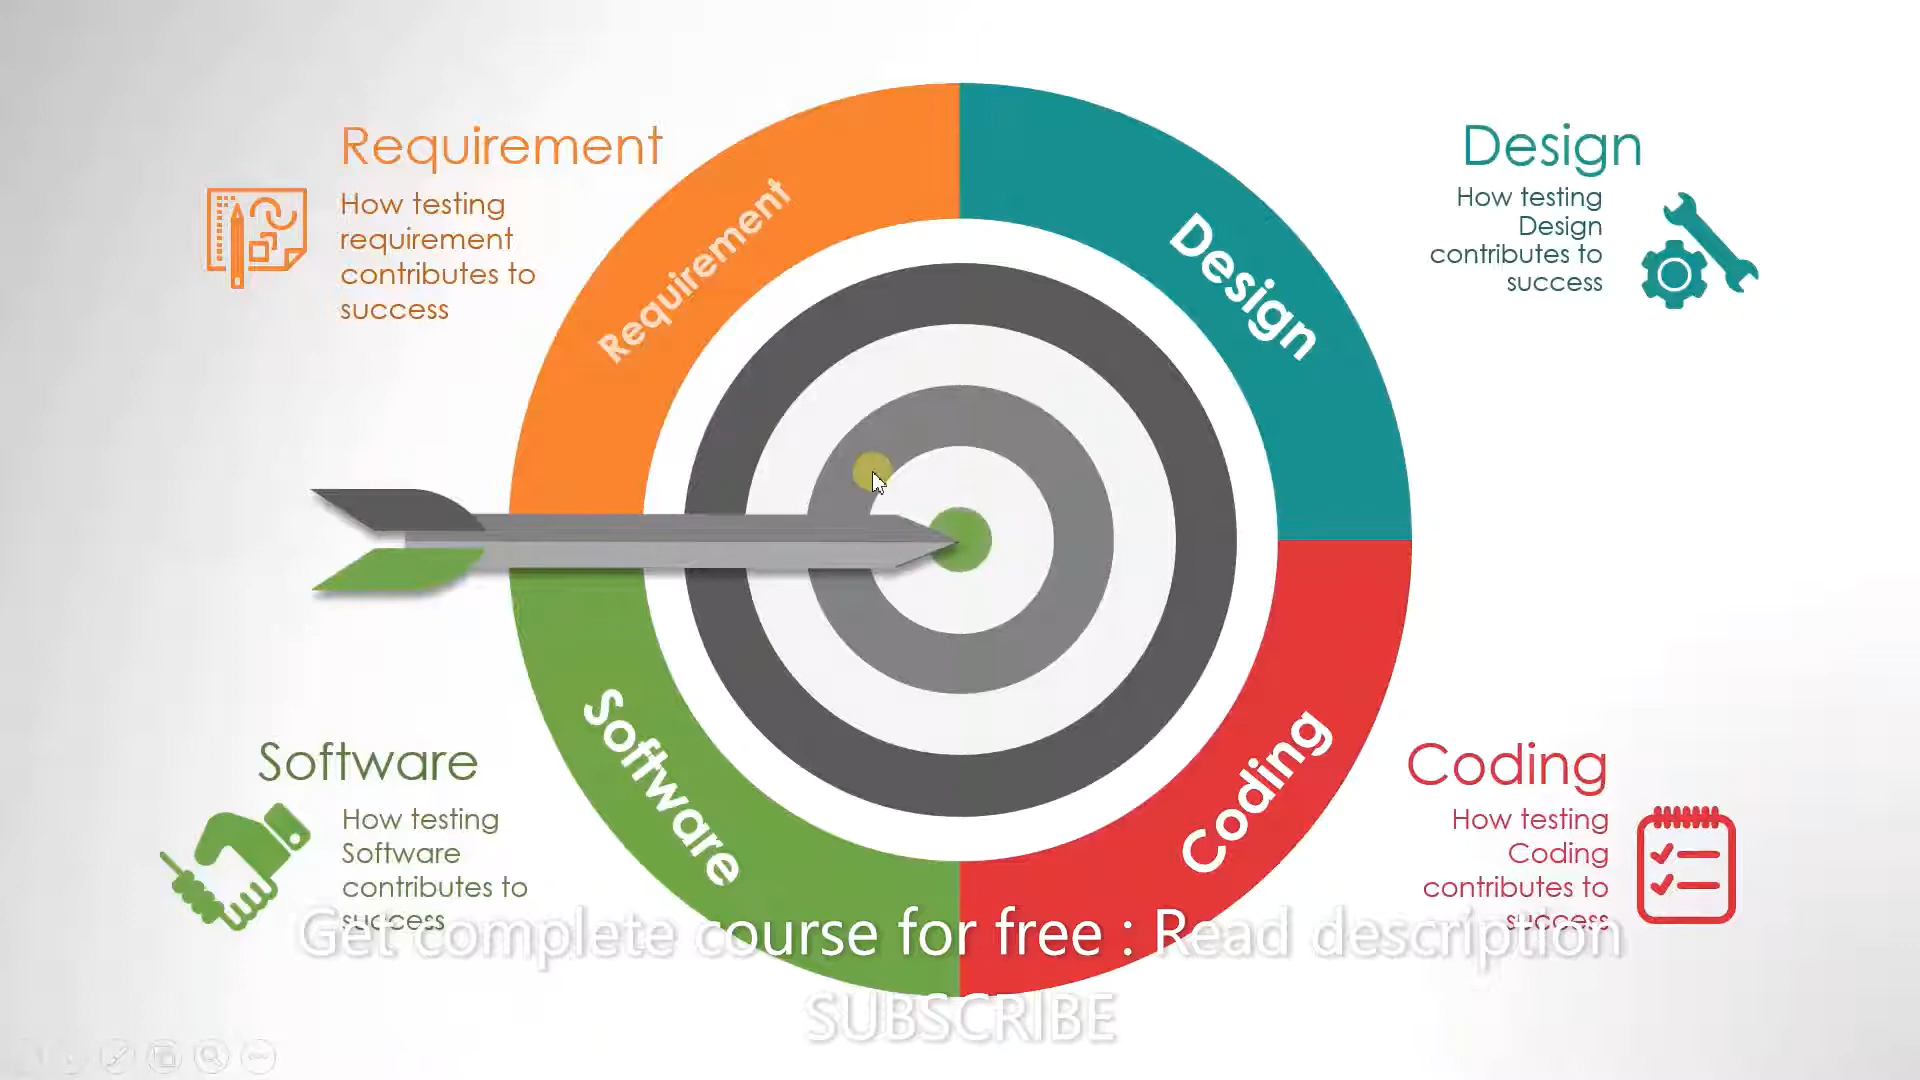 Requirement
How testing
requirement
contributes to
success
Requirement
Design
Design
How testing
Design
contributes to
success
Software
How testing
Software
contributes to
success
Software
Coding
Coding
How testing
Coding
contributes to
success
Get complete course for free : Read description
SUBSCRIBE